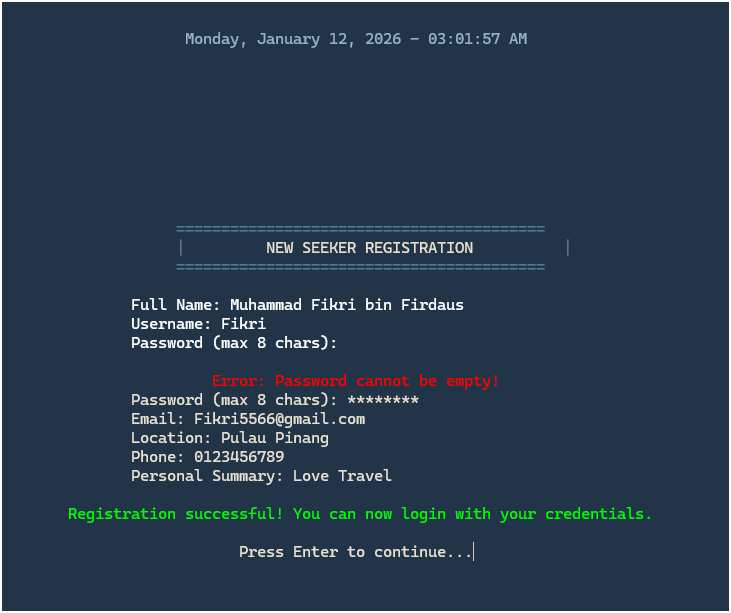 Monday, January 12, 2026 - 03:01:57 AM
=========================================
| NEW SEEKER REGISTRATION |
=========================================
Full Name: Muhammad Fikri bin Firdaus
Username: Fikri
Password (max 8 chars):
Error: Password cannot be empty!
Password (max 8 chars): ********
Email: Fikri5566@gmail.com
Location: Pulau Pinang
Phone: 0123456789
Personal Summary: Love Travel
Registration successful! You can now login with your credentials.
Press Enter to continue...